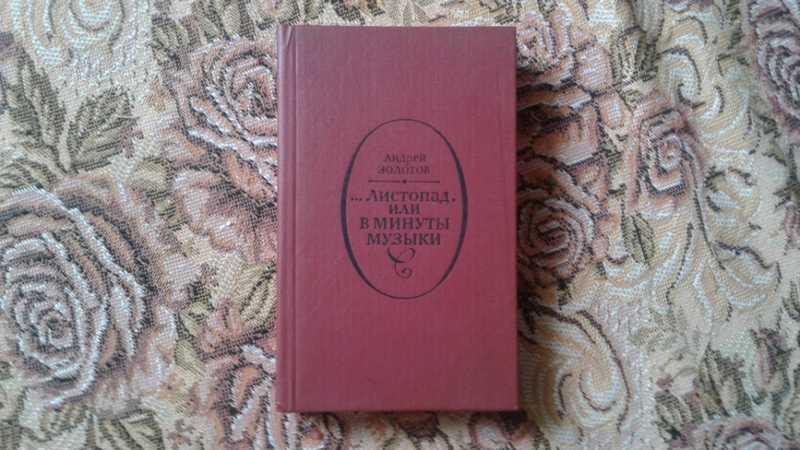 Андрей
Золотов
...Листопад,
или
в минуты
музыки